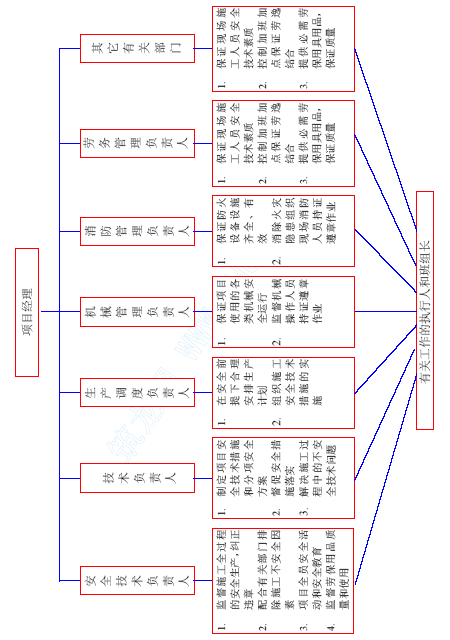 项目经理
安全技术负责人
技术负责人
生产调度负责人
机械管理负责人
消防管理负责人
劳务管理负责人
其它有关部门
1. 监督施工全过程
的安全生产,纠正
违章
2. 配合有关部门排
除施工不安全因
素
3. 项目全员安全活
动和安全教育
4. 监督劳保用品质
量和使用
1. 制定项目安
全技术措施
和分项安全
方案
2. 督促安全措
施落实
3. 解决施工过
程中的不安
全技术问题
1. 在安全前
提下合理
安排生产
计划
2. 组织施工
安全技术
措施的实
施
1. 保证项目
使用的各
类机械安
全运行
2. 监督机械
操作人员
持证遵章
作业
1. 保证防火
设备设施
齐全、有
效
2. 消除火灾
隐患组织
现场消防
人员持证
遵章作业
1. 保证现场施
工人员安全
技术素质
2. 控制加班加
点保证劳逸
结合
3. 提供必需劳
保用具用品,
保证质量
1. 保证现场施
工人员安全
技术素质
2. 控制加班加
点保证劳逸
结合
3. 提供必需劳
保用具用品,
保证质量
有关工作的执行人和班组长